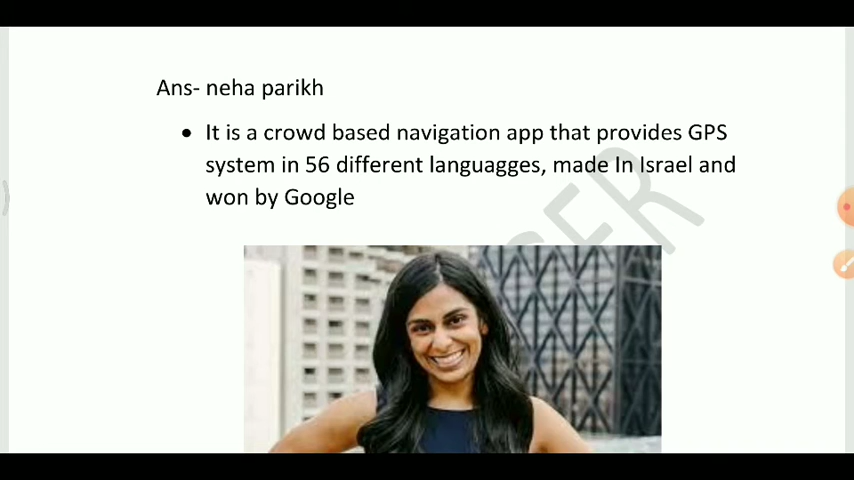 Ans- neha parikh
• It is a crowd based navigation app that provides GPS
system in 56 different languagges, made In Israel and
won by Google